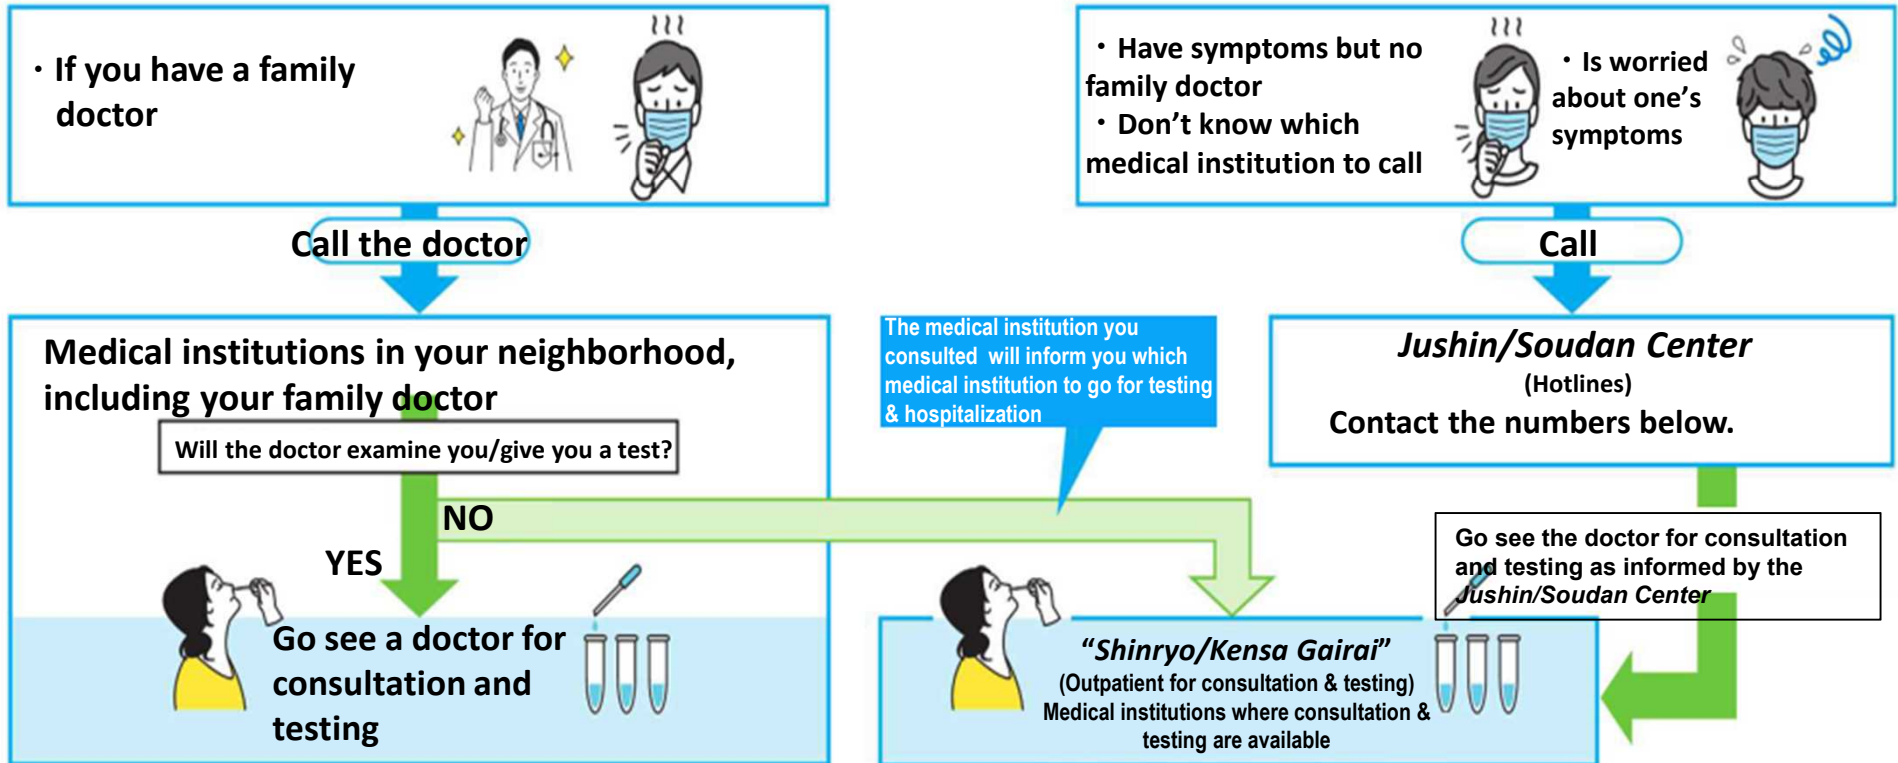 ・If you have a family
doctor
・Have symptoms but no
family doctor
・Don't know which
medical institution to call
・Is worried
about one's
symptoms
Call the doctor
Call
Medical institutions in your neighborhood,
including your family doctor
Will the doctor examine you/give you a test?
The medical institution you
consulted will inform you which
medical institution to go for testing
& hospitalization
Jushin/Soudan Center
(Hotlines)
Contact the numbers below.
NO
YES
Go see the doctor for consultation
and testing as informed by the
Jushin/Soudan Center
Go see a doctor for
consultation and
testing
“Shinryo/Kensa Gairai”
(Outpatient for consultation & testing)
Medical institutions where consultation &
testing are available